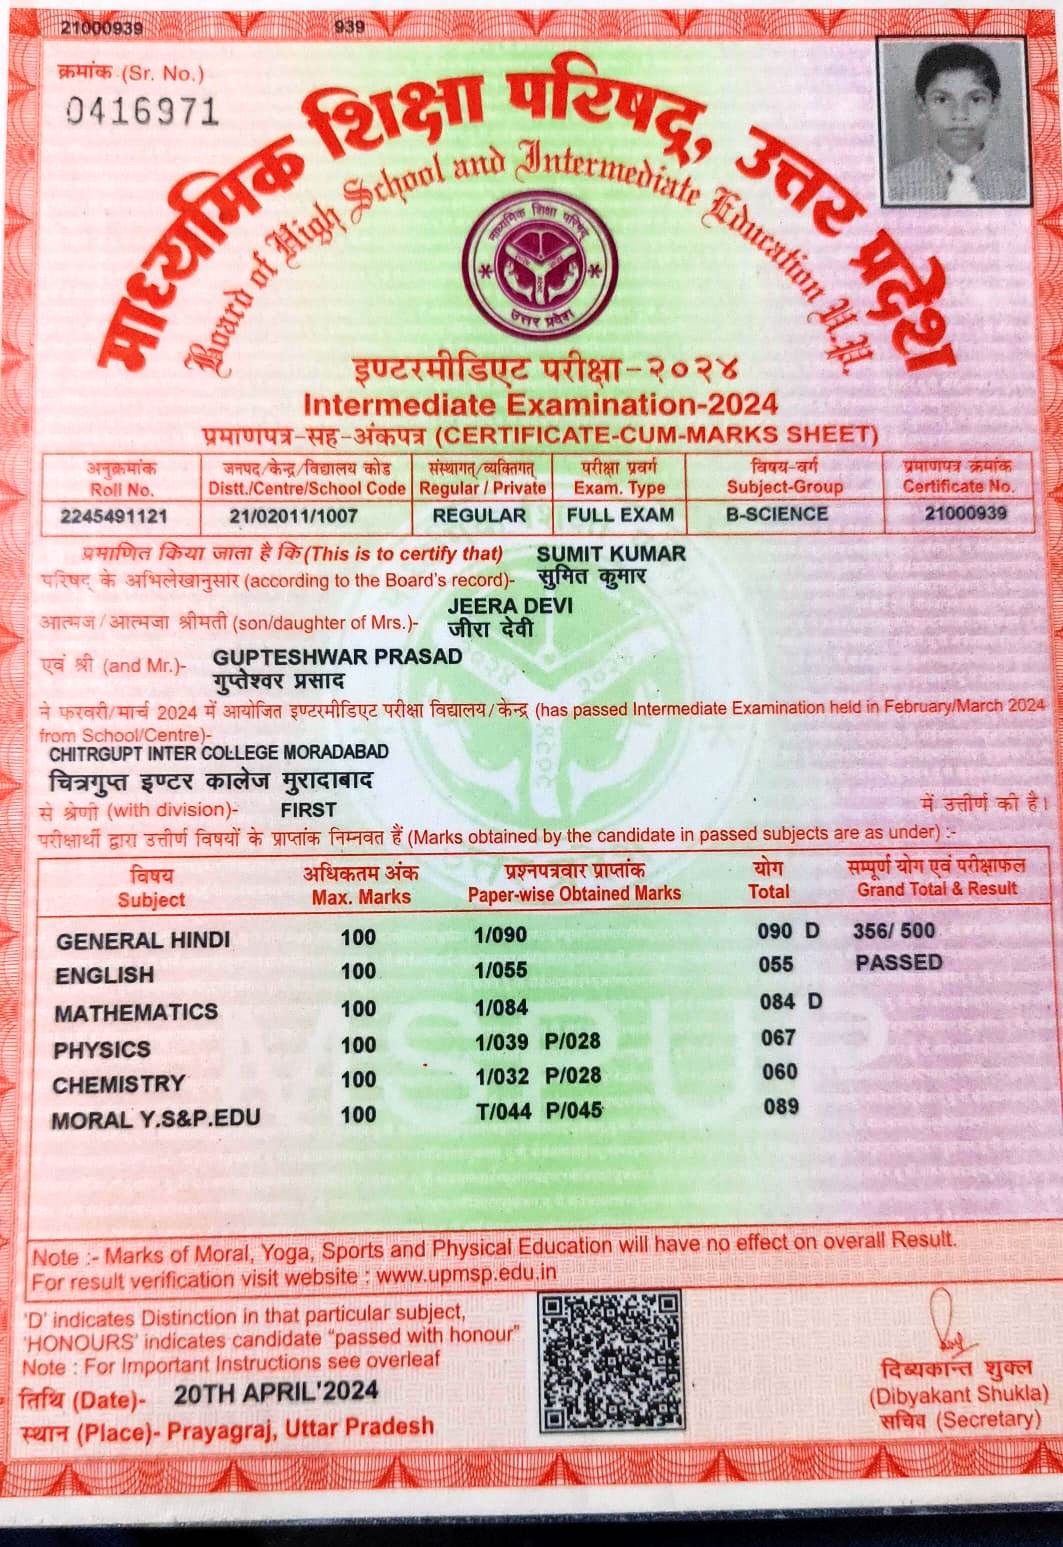 21000939 939
क्रमांक (Sr. No.)
0416971
माध्यमिक शिक्षा परिषद्, उत्तर प्रदेश
Board of High School and Intermediate Education U.P.
माध्यमिक शिक्षा परिषद्
उत्तर प्रदेश
इण्टरमीडिएट परीक्षा-२०२४
Intermediate Examination-2024
प्रमाणपत्र-सह-अंकपत्र (CERTIFICATE-CUM-MARKS SHEET)
अनुक्रमांक जनपद/केन्द्र/विद्यालय कोड संस्थागत/व्यक्तिगत परीक्षा प्रवर्ग विषय-वर्ग प्रमाणपत्र क्रमांक
Roll No. Distt./Centre/School Code Regular / Private Exam. Type Subject-Group Certificate No.
2245491121 21/02011/1007 REGULAR FULL EXAM B-SCIENCE 21000939
प्रमाणित किया जाता है कि (This is to certify that) SUMIT KUMAR
परिषद् के अभिलेखानुसार (according to the Board's record)- सुमित कुमार
JEERA DEVI
आत्मज/आत्मजा श्रीमती (son/daughter of Mrs.)- जीरा देवी
एवं श्री (and Mr.)- GUPTESHWAR PRASAD
गुप्तेश्वर प्रसाद
ने फरवरी/मार्च 2024 में आयोजित इण्टरमीडिएट परीक्षा विद्यालय/केन्द्र (has passed Intermediate Examination held in February/March 2024
from School/Centre)-
CHITRGUPT INTER COLLEGE MORADABAD
चित्रगुप्त इण्टर कालेज मुरादाबाद
से श्रेणी (with division)- FIRST में उत्तीर्ण की है।
परीक्षार्थी द्वारा उत्तीर्ण विषयों के प्राप्तांक निम्नवत हैं (Marks obtained by the candidate in passed subjects are as under) :-
विषय अधिकतम अंक प्रश्नपत्रवार प्राप्तांक योग सम्पूर्ण योग एवं परीक्षाफल
Subject Max. Marks Paper-wise Obtained Marks Total Grand Total & Result
GENERAL HINDI 100 1/090 090 D 356/ 500
ENGLISH 100 1/055 055 PASSED
MATHEMATICS 100 1/084 084 D
PHYSICS 100 1/039 P/028 067
CHEMISTRY 100 1/032 P/028 060
MORAL Y.S&P.EDU 100 T/044 P/045 089
MSPUP
Note :- Marks of Moral, Yoga, Sports and Physical Education will have no effect on overall Result.
For result verification visit website : www.upmsp.edu.in
'D' indicates Distinction in that particular subject,
'HONOURS' indicates candidate "passed with honour"
Note : For Important Instructions see overleaf
तिथि (Date)- 20TH APRIL'2024
स्थान (Place)- Prayagraj, Uttar Pradesh
दिब्यकान्त शुक्ल
(Dibyakant Shukla)
सचिव (Secretary)